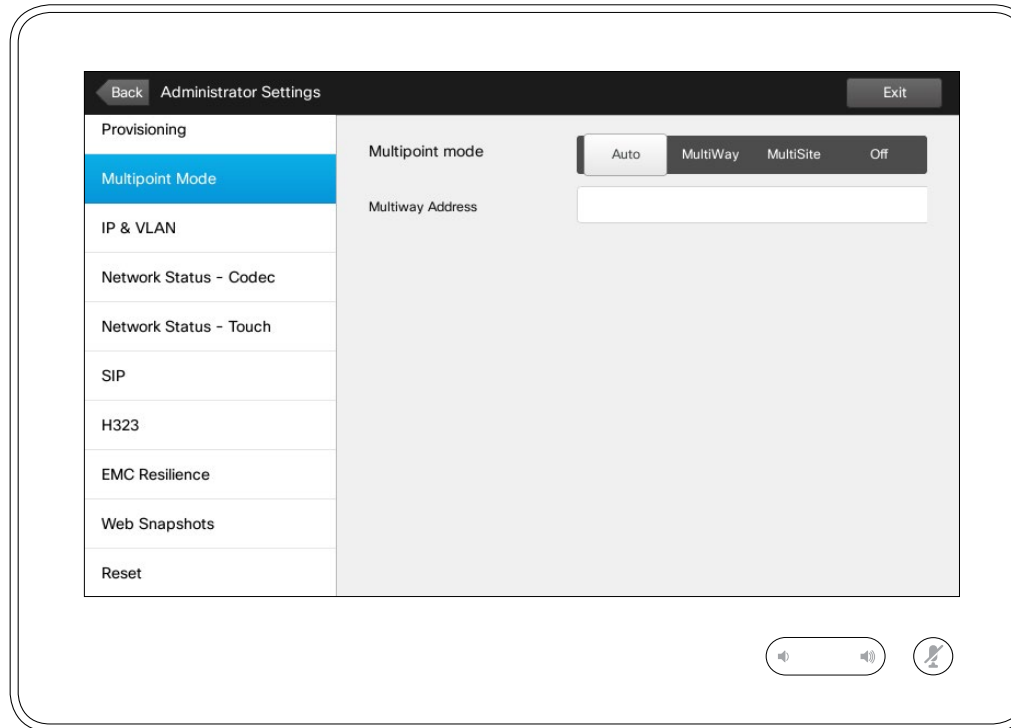 Back Administrator Settings Exit
Provisioning
Multipoint Mode
IP & VLAN
Network Status - Codec
Network Status - Touch
SIP
H323
EMC Resilience
Web Snapshots
Reset
Multipoint mode Auto MultiWay MultiSite Off
Multiway Address